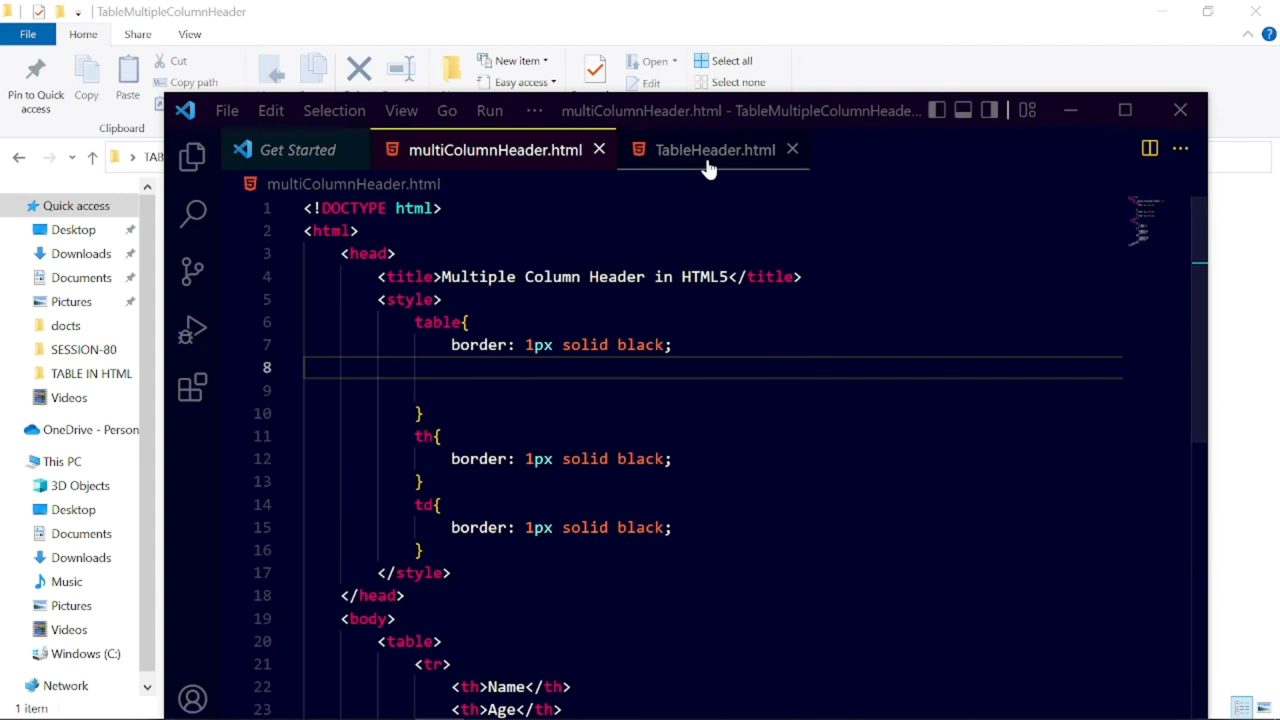 TableMultipleColumnHeader
File Home Share View
Pin to Quick access
Copy
Paste
Cut
Copy path
Clipboard
New item
Easy access
Open
Edit
Select all
Select none
File Edit Selection View Go Run ··· multiColumnHeader.html - TableMultipleColumnHeade...
Get Started multiColumnHeader.html TableHeader.html
TAB
multiColumnHeader.html
Quick access
Desktop
Downloads
Documents
Pictures
docts
SESSION-80
TABLE IN HTML
Videos
OneDrive - Person
This PC
3D Objects
Desktop
Documents
Downloads
Music
Pictures
Videos
Windows (C:)
Network
1 item
1 <!DOCTYPE html>
2 <html>
3 <head>
4 <title>Multiple Column Header in HTML5</title>
5 <style>
6 table{
7 border: 1px solid black;
8
9
10 }
11 th{
12 border: 1px solid black;
13 }
14 td{
15 border: 1px solid black;
16 }
17 </style>
18 </head>
19 <body>
20 <table>
21 <tr>
22 <th>Name</th>
23 <th>Age</th>